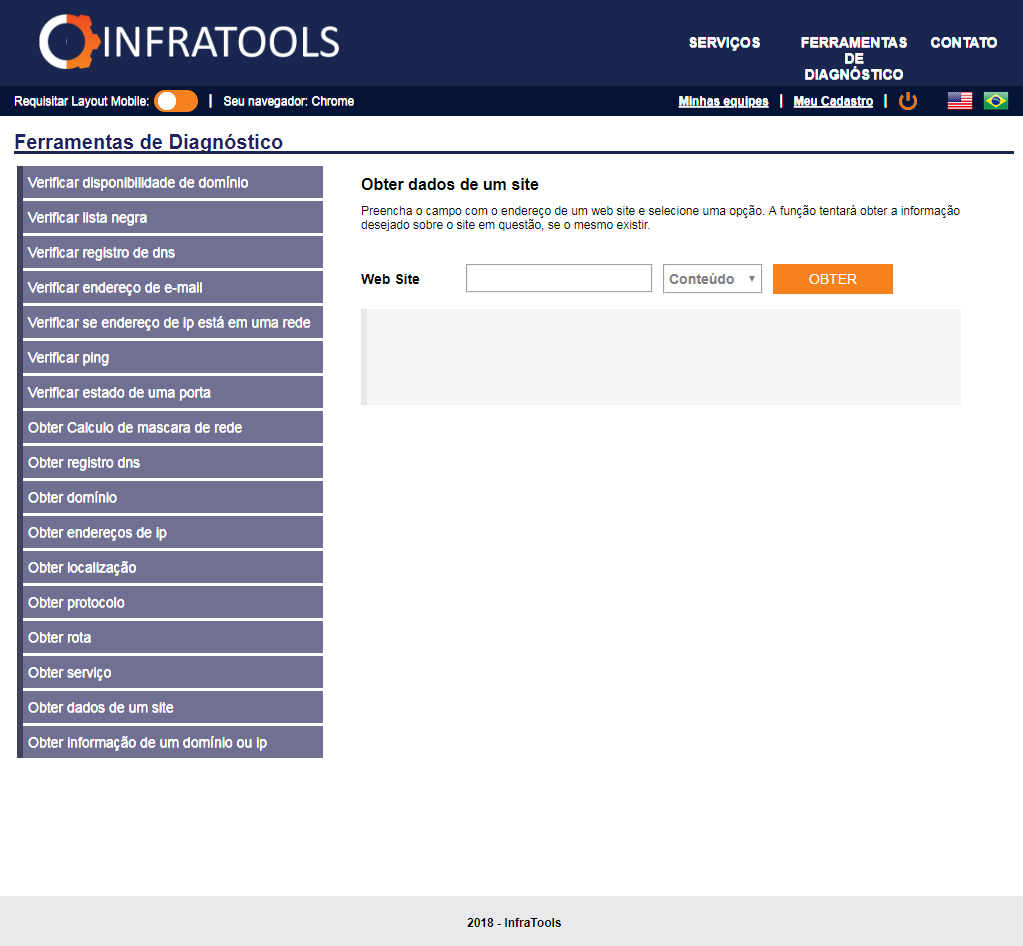 INFRATOOLS
SERVIÇOS
FERRAMENTAS
DE
DIAGNÓSTICO
CONTATO
Requisitar Layout Mobile: | Seu navegador: Chrome
Minhas equipes | Meu Cadastro |
Ferramentas de Diagnóstico
Verificar disponibilidade de domínio
Verificar lista negra
Verificar registro de dns
Verificar endereço de e-mail
Verificar se endereço de ip está em uma rede
Verificar ping
Verificar estado de uma porta
Obter Calculo de mascara de rede
Obter registro dns
Obter domínio
Obter endereços de ip
Obter localização
Obter protocolo
Obter rota
Obter serviço
Obter dados de um site
Obter informação de um domínio ou ip
Obter dados de um site
Preencha o campo com o endereço de um web site e selecione uma opção. A função tentará obter a informação
desejado sobre o site em questão, se o mesmo existir.
Web Site
Conteúdo
OBTER
2018 - InfraTools